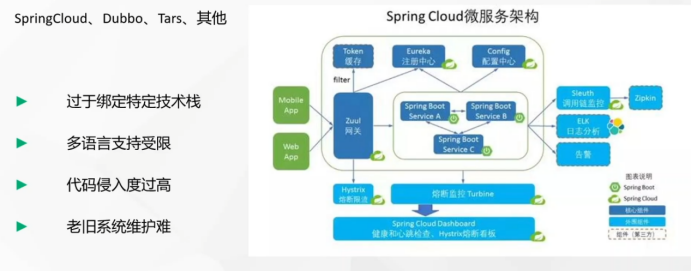 SpringCloud、Dubbo、Tars、其他
过于绑定特定技术栈
多语言支持受限
代码侵入度过高
老旧系统维护难
Spring Cloud微服务架构
Token
缓存
Eureka
注册中心
Config
配置中心
filter
Mobile
App
Web
App
Zuul
网关
Spring Boot
Service A
Spring Boot
Service B
Spring Boot
Service C
Sleuth
调用链监控
Zipkin
ELK
日志分析
告警
Hystrix
熔断限流
熔断监控 Turbine
Spring Cloud Dashboard
健康和心跳检查、Hystrix熔断看板
图表说明
Spring Boot
Spring Cloud
核心组件
外围组件
组件（第三方）